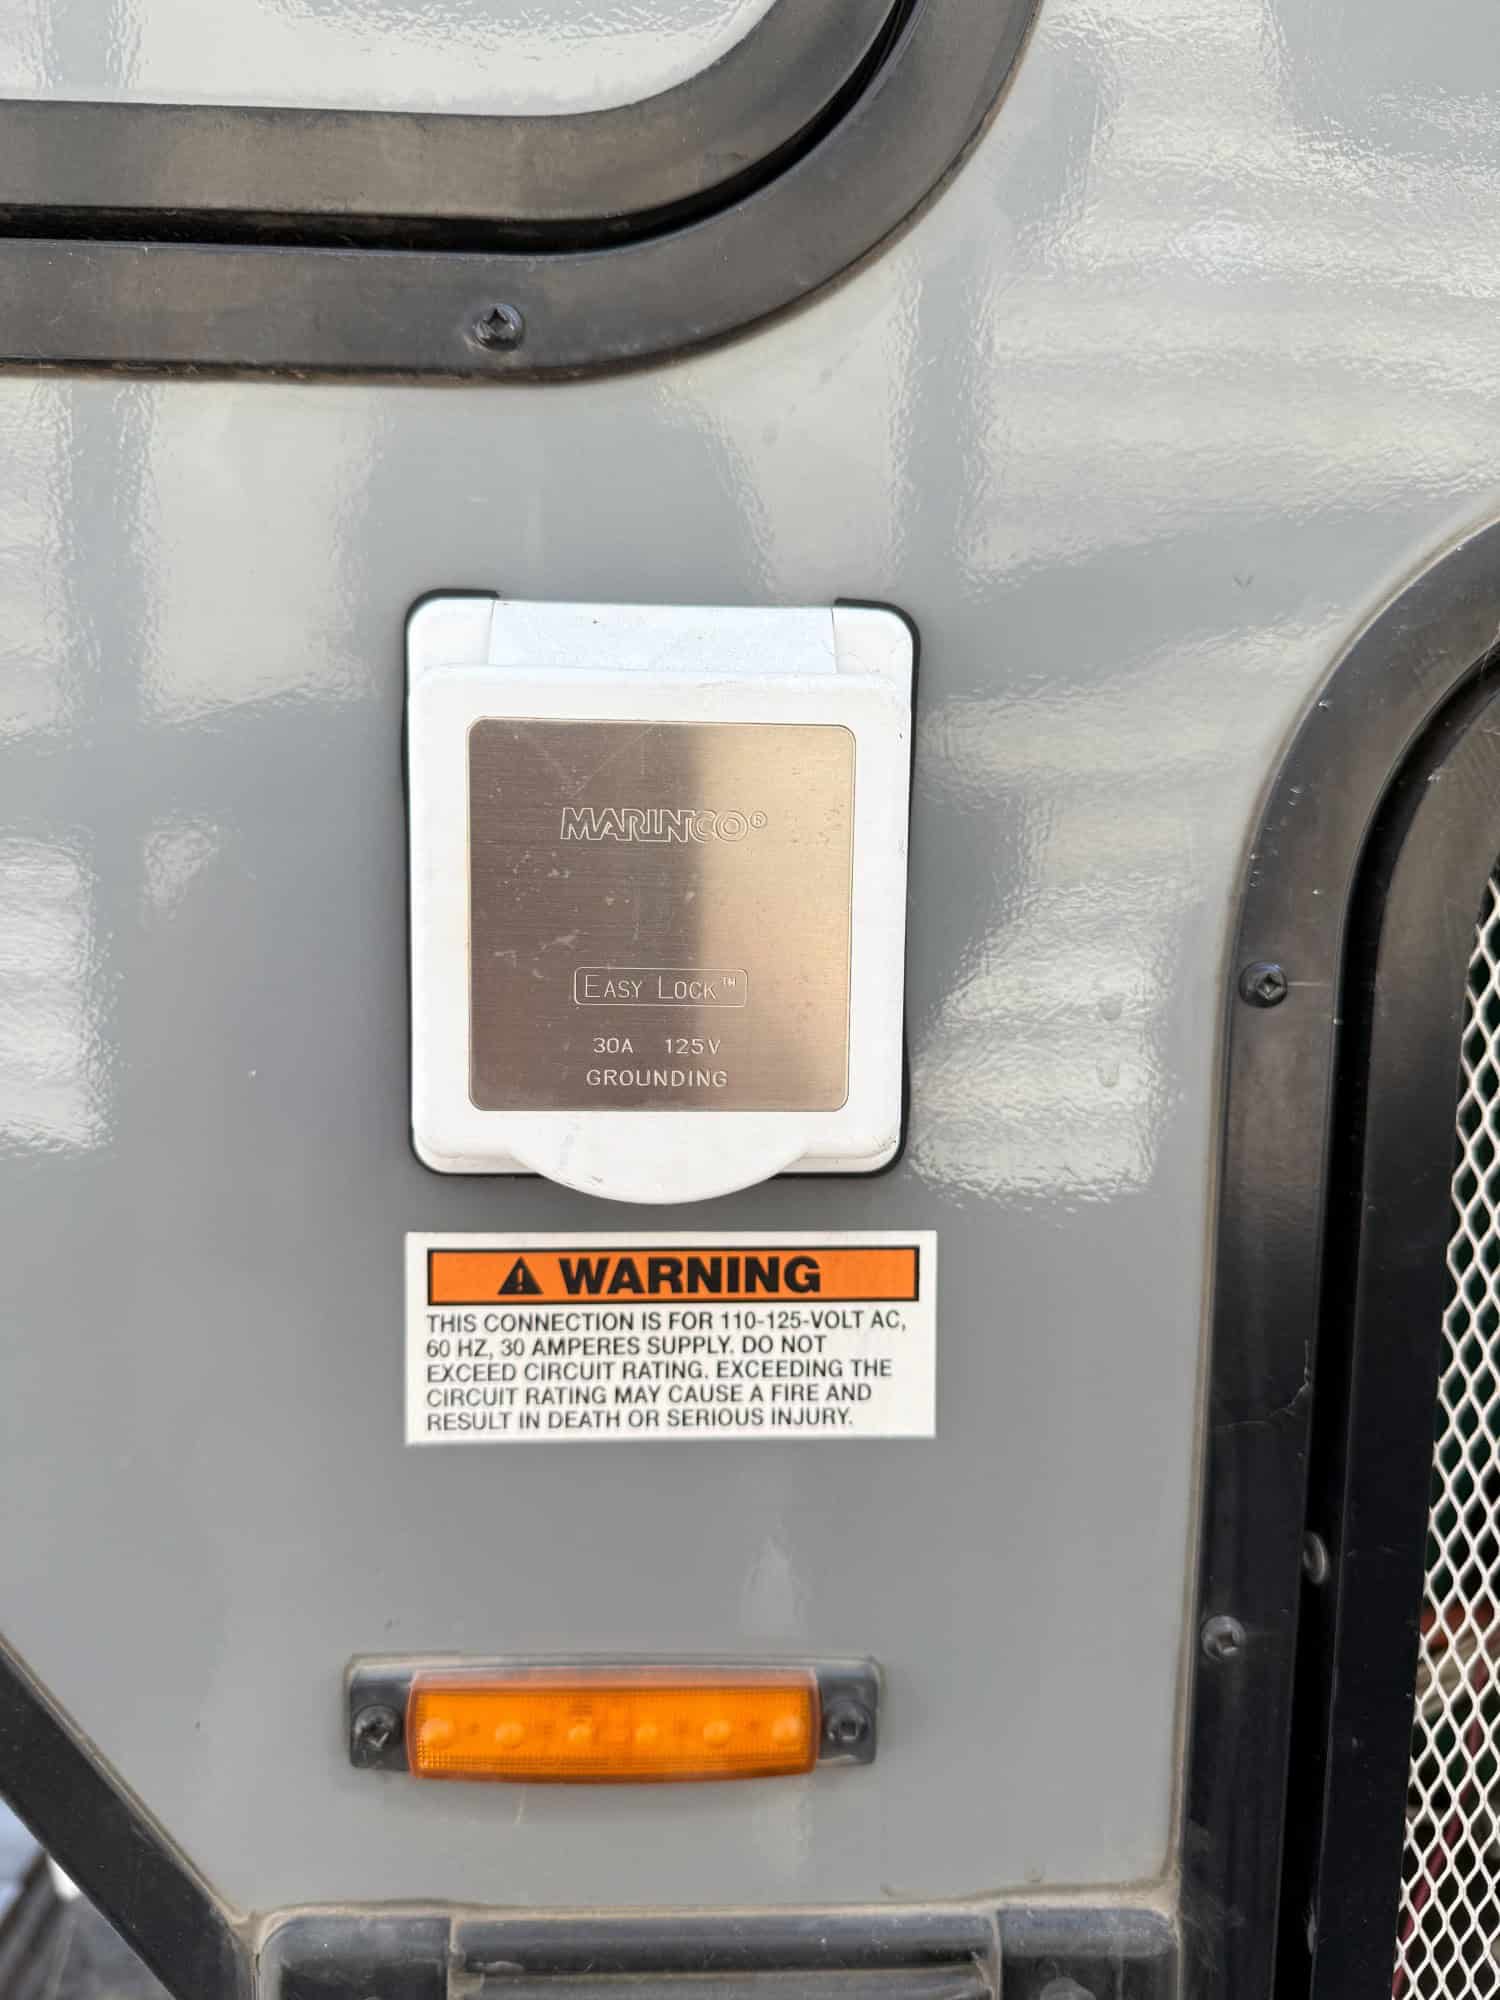 MARINCO®
EASY LOCK™
30A 125V
GROUNDING
WARNING
THIS CONNECTION IS FOR 110-125-VOLT AC,
60 HZ, 30 AMPERES SUPPLY. DO NOT
EXCEED CIRCUIT RATING. EXCEEDING THE
CIRCUIT RATING MAY CAUSE A FIRE AND
RESULT IN DEATH OR SERIOUS INJURY.